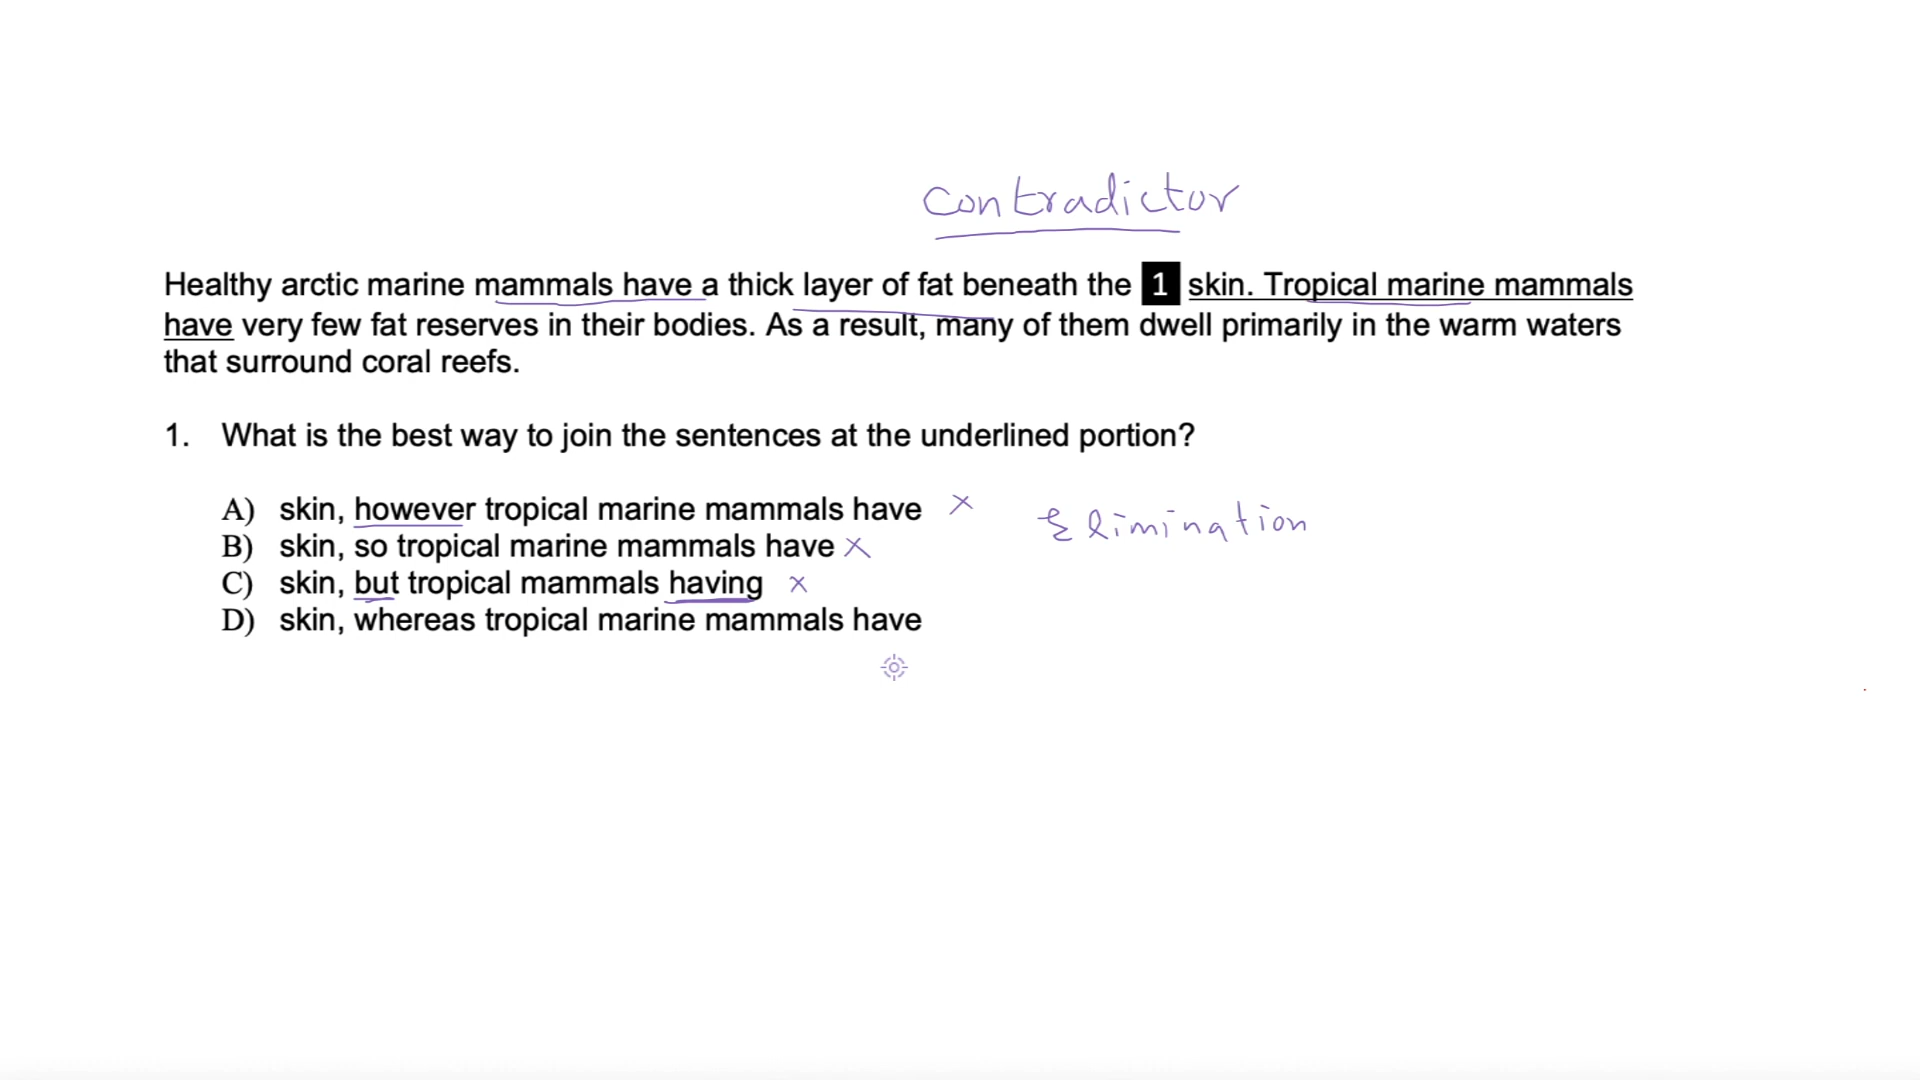 Contradictor
Healthy arctic marine mammals have a thick layer of fat beneath the 1 skin. Tropical marine mammals
have very few fat reserves in their bodies. As a result, many of them dwell primarily in the warm waters
that surround coral reefs.
1. What is the best way to join the sentences at the underlined portion?
A) skin, however tropical marine mammals have x
B) skin, so tropical marine mammals have x
C) skin, but tropical mammals having x
D) skin, whereas tropical marine mammals have
Elimination